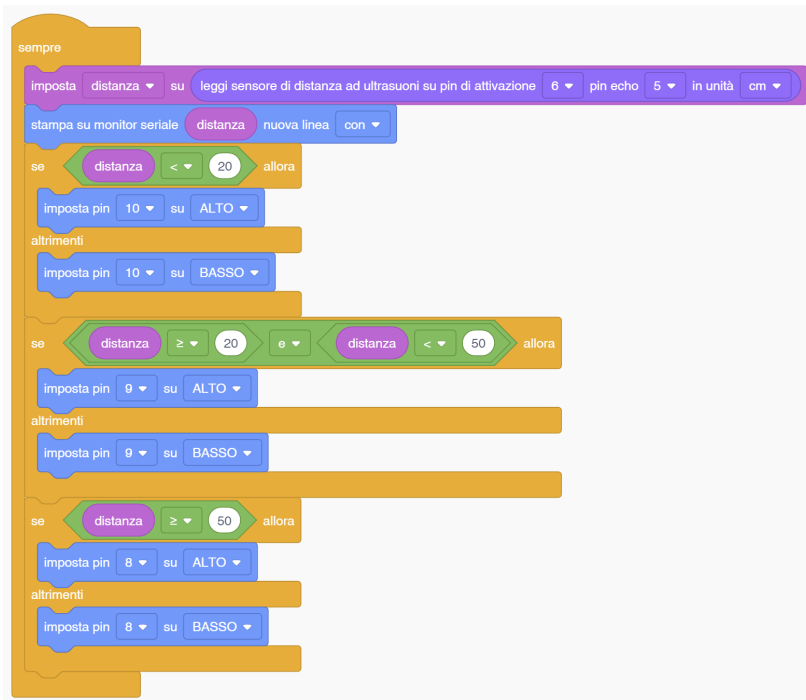 sempre
imposta distanza su leggi sensore di distanza ad ultrasuoni su pin di attivazione 6 pin echo 5 in unità cm
stampa su monitor seriale distanza nuova linea con
se distanza < 20 allora
imposta pin 10 su ALTO
altrimenti
imposta pin 10 su BASSO
se distanza ≥ 20 e distanza < 50 allora
imposta pin 9 su ALTO
altrimenti
imposta pin 9 su BASSO
se distanza ≥ 50 allora
imposta pin 8 su ALTO
altrimenti
imposta pin 8 su BASSO